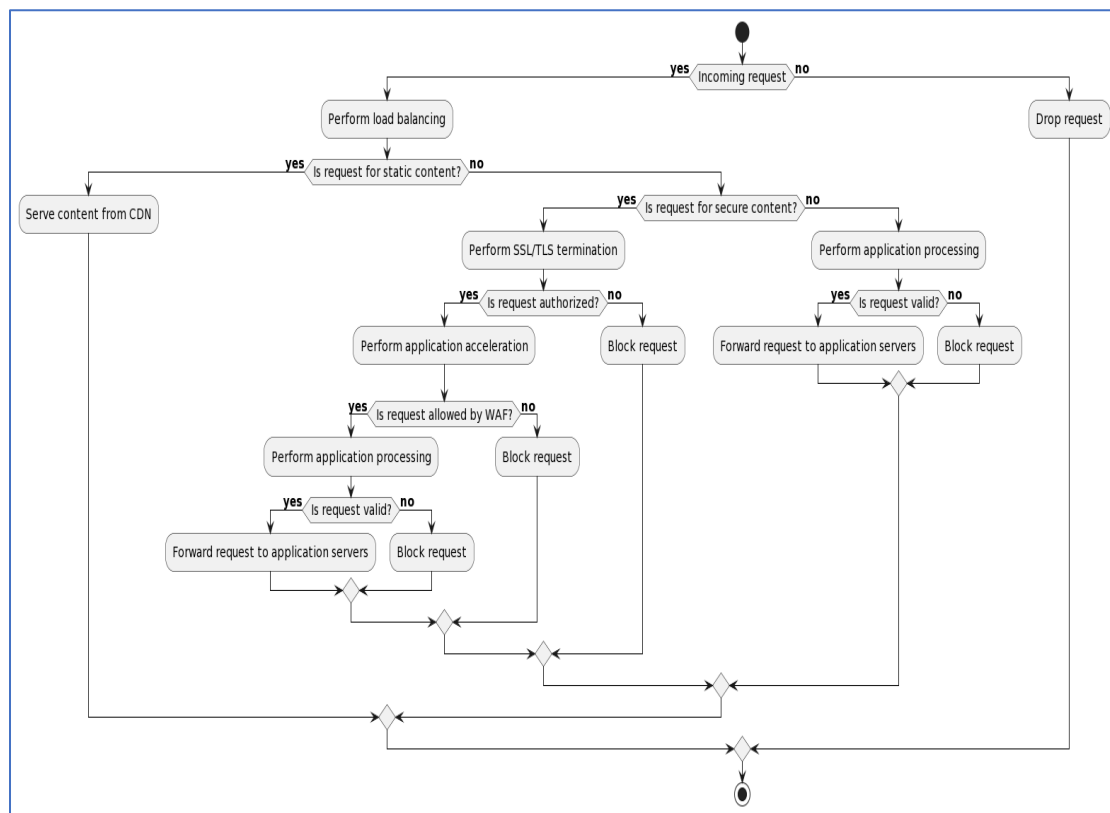 yes
Incoming request
no
Perform load balancing
Drop request
yes
Is request for static content?
no
Serve content from CDN
yes
Is request for secure content?
no
Perform SSL/TLS termination
Perform application processing
yes
Is request authorized?
no
yes
Is request valid?
no
Perform application acceleration
Block request
Forward request to application servers
Block request
yes
Is request allowed by WAF?
no
Perform application processing
Block request
yes
Is request valid?
no
Forward request to application servers
Block request